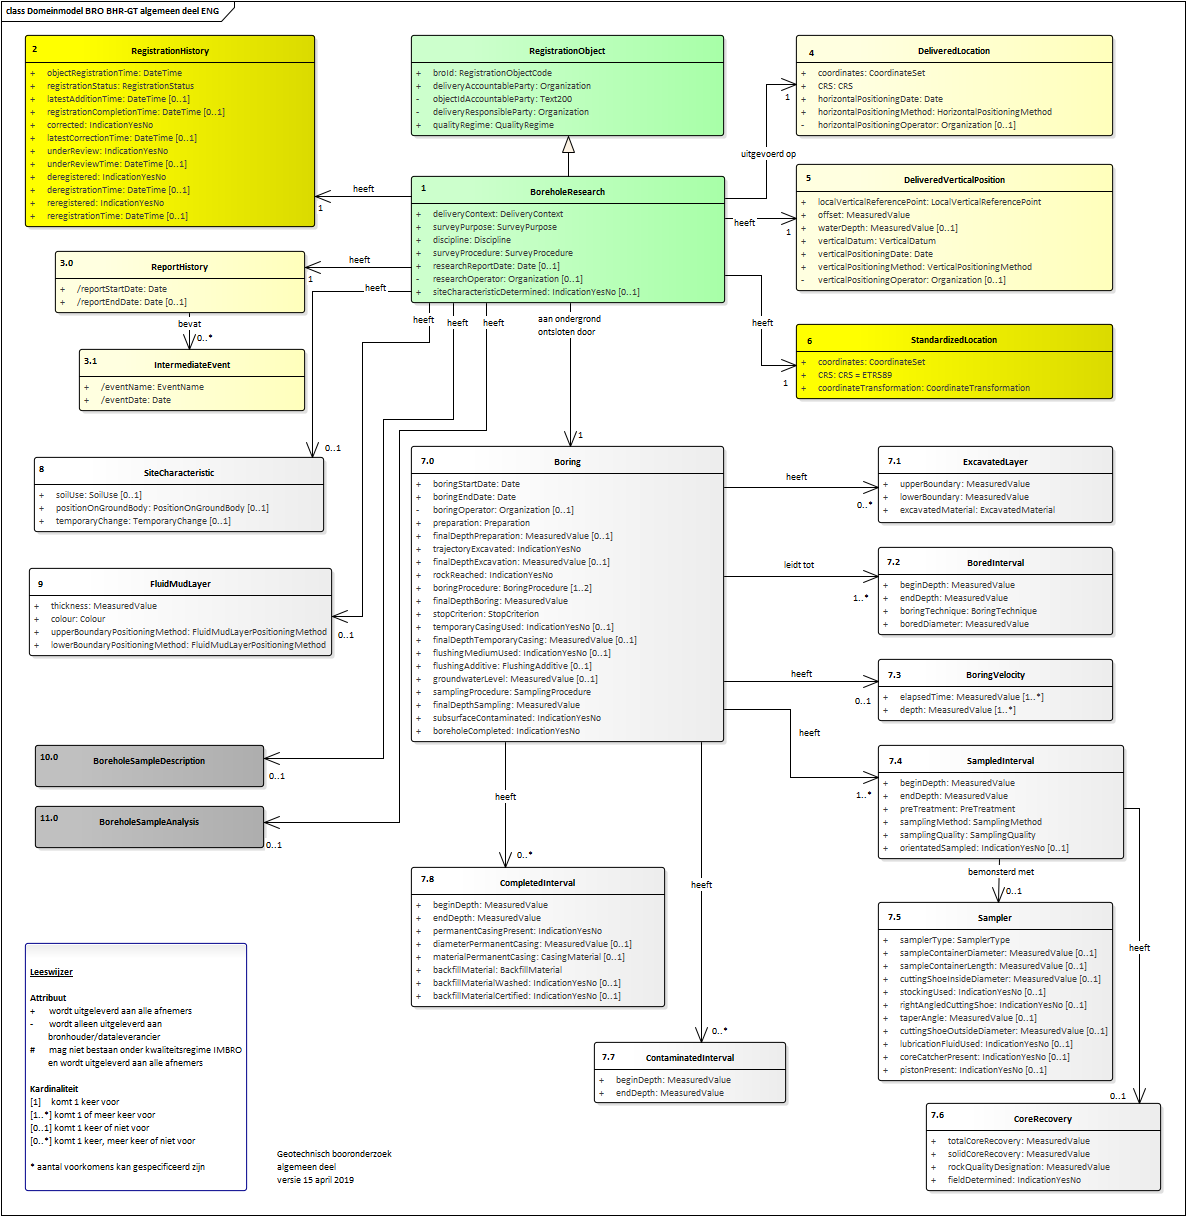 class Domeinmodel BRO BHR-GT algemeen deel ENG
2 RegistrationHistory
+ objectRegistrationTime: DateTime
+ registrationStatus: RegistrationStatus
+ latestAdditionTime: DateTime [0..1]
+ registrationCompletionTime: DateTime [0..1]
+ corrected: IndicationYesNo
+ latestCorrectionTime: DateTime [0..1]
+ underReview: IndicationYesNo
+ underReviewTime: DateTime [0..1]
+ deregistered: IndicationYesNo
+ deregistrationTime: DateTime [0..1]
+ reregistered: IndicationYesNo
+ reregistrationTime: DateTime [0..1]
RegistrationObject
+ broId: RegistrationObjectCode
+ deliveryAccountableParty: Organization
- objectIdAccountableParty: Text200
- deliveryResponsibleParty: Organization
+ qualityRegime: QualityRegime
4 DeliveredLocation
+ coordinates: CoordinateSet
+ CRS: CRS
+ horizontalPositioningDate: Date
+ horizontalPositioningMethod: HorizontalPositioningMethod
- horizontalPositioningOperator: Organization [0..1]
1
uitgevoerd op
heeft
1
1 BoreholeResearch
+ deliveryContext: DeliveryContext
+ surveyPurpose: SurveyPurpose
+ discipline: Discipline
+ surveyProcedure: SurveyProcedure
+ researchReportDate: Date [0..1]
- researchOperator: Organization [0..1]
+ siteCharacteristicDetermined: IndicationYesNo [0..1]
heeft
1
5 DeliveredVerticalPosition
+ localVerticalReferencePoint: LocalVerticalReferencePoint
+ offset: MeasuredValue
+ waterDepth: MeasuredValue [0..1]
+ verticalDatum: VerticalDatum
+ verticalPositioningDate: Date
+ verticalPositioningMethod: VerticalPositioningMethod
- verticalPositioningOperator: Organization [0..1]
3.0 ReportHistory
+ /reportStartDate: Date
+ /reportEndDate: Date [0..1]
heeft
1
heeft
bevat
0..*
3.1 IntermediateEvent
+ /eventName: EventName
+ /eventDate: Date
heeft
heeft
heeft
aan ondergrond
ontsloten door
1
heeft
1
6 StandardizedLocation
+ coordinates: CoordinateSet
+ CRS: CRS = ETRS89
+ coordinateTransformation: CoordinateTransformation
0..1
8 SiteCharacteristic
+ soilUse: SoilUse [0..1]
+ positionOnGroundBody: PositionOnGroundBody [0..1]
+ temporaryChange: TemporaryChange [0..1]
9 FluidMudLayer
+ thickness: MeasuredValue
+ colour: Colour
+ upperBoundaryPositioningMethod: FluidMudLayerPositioningMethod
+ lowerBoundaryPositioningMethod: FluidMudLayerPositioningMethod
0..1
7.0 Boring
+ boringStartDate: Date
+ boringEndDate: Date
- boringOperator: Organization [0..1]
+ preparation: Preparation
+ finalDepthPreparation: MeasuredValue [0..1]
+ trajectoryExcavated: IndicationYesNo
+ finalDepthExcavation: MeasuredValue [0..1]
+ rockReached: IndicationYesNo
+ boringProcedure: BoringProcedure [1..2]
+ finalDepthBoring: MeasuredValue
+ stopCriterion: StopCriterion
+ temporaryCasingUsed: IndicationYesNo [0..1]
+ finalDepthTemporaryCasing: MeasuredValue [0..1]
+ flushingMediumUsed: IndicationYesNo [0..1]
+ flushingAdditive: FlushingAdditive [0..1]
+ groundwaterLevel: MeasuredValue [0..1]
+ samplingProcedure: SamplingProcedure
+ finalDepthSampling: MeasuredValue
+ subsurfaceContaminated: IndicationYesNo
+ boreholeCompleted: IndicationYesNo
heeft
0..*
7.1 ExcavatedLayer
+ upperBoundary: MeasuredValue
+ lowerBoundary: MeasuredValue
+ excavatedMaterial: ExcavatedMaterial
leidt tot
1..*
7.2 BoredInterval
+ beginDepth: MeasuredValue
+ endDepth: MeasuredValue
+ boringTechnique: BoringTechnique
+ boredDiameter: MeasuredValue
heeft
0..1
7.3 BoringVelocity
+ elapsedTime: MeasuredValue [1..*]
+ depth: MeasuredValue [1..*]
heeft
1..*
7.4 SampledInterval
+ beginDepth: MeasuredValue
+ endDepth: MeasuredValue
+ preTreatment: PreTreatment
+ samplingMethod: SamplingMethod
+ samplingQuality: SamplingQuality
+ orientatedSampled: IndicationYesNo [0..1]
10.0 BoreholeSampleDescription
0..1
11.0 BoreholeSampleAnalysis
0..1
heeft
0..*
bemonsterd met
0..1
7.8 CompletedInterval
+ beginDepth: MeasuredValue
+ endDepth: MeasuredValue
+ permanentCasingPresent: IndicationYesNo
+ diameterPermanentCasing: MeasuredValue [0..1]
+ materialPermanentCasing: CasingMaterial [0..1]
+ backfillMaterial: BackfillMaterial
+ backfillMaterialWashed: IndicationYesNo [0..1]
+ backfillMaterialCertified: IndicationYesNo [0..1]
heeft
0..*
7.5 Sampler
+ samplerType: SamplerType
+ sampleContainerDiameter: MeasuredValue [0..1]
+ sampleContainerLength: MeasuredValue [0..1]
+ cuttingShoeInsideDiameter: MeasuredValue [0..1]
+ stockingUsed: IndicationYesNo [0..1]
+ rightAngledCuttingShoe: IndicationYesNo [0..1]
+ taperAngle: MeasuredValue [0..1]
+ cuttingShoeOutsideDiameter: MeasuredValue [0..1]
+ lubricationFluidUsed: IndicationYesNo [0..1]
+ coreCatcherPresent: IndicationYesNo [0..1]
+ pistonPresent: IndicationYesNo [0..1]
heeft
0..1
7.7 ContaminatedInterval
+ beginDepth: MeasuredValue
+ endDepth: MeasuredValue
7.6 CoreRecovery
+ totalCoreRecovery: MeasuredValue
+ solidCoreRecovery: MeasuredValue
+ rockQualityDesignation: MeasuredValue
+ fieldDetermined: IndicationYesNo
Leeswijzer
Attribuut
+ wordt uitgeleverd aan alle afnemers
- wordt alleen uitgeleverd aan
bronhouder/dataleverancier
# mag niet bestaan onder kwaliteitsregime IMBRO
en wordt uitgeleverd aan alle afnemers
Kardinaliteit
[1] komt 1 keer voor
[1..*] komt 1 of meer keer voor
[0..1] komt 1 keer of niet voor
[0..*] komt 1 keer, meer keer of niet voor
* aantal voorkomens kan gespecificeerd zijn
Geotechnisch booronderzoek
algemeen deel
versie 15 april 2019